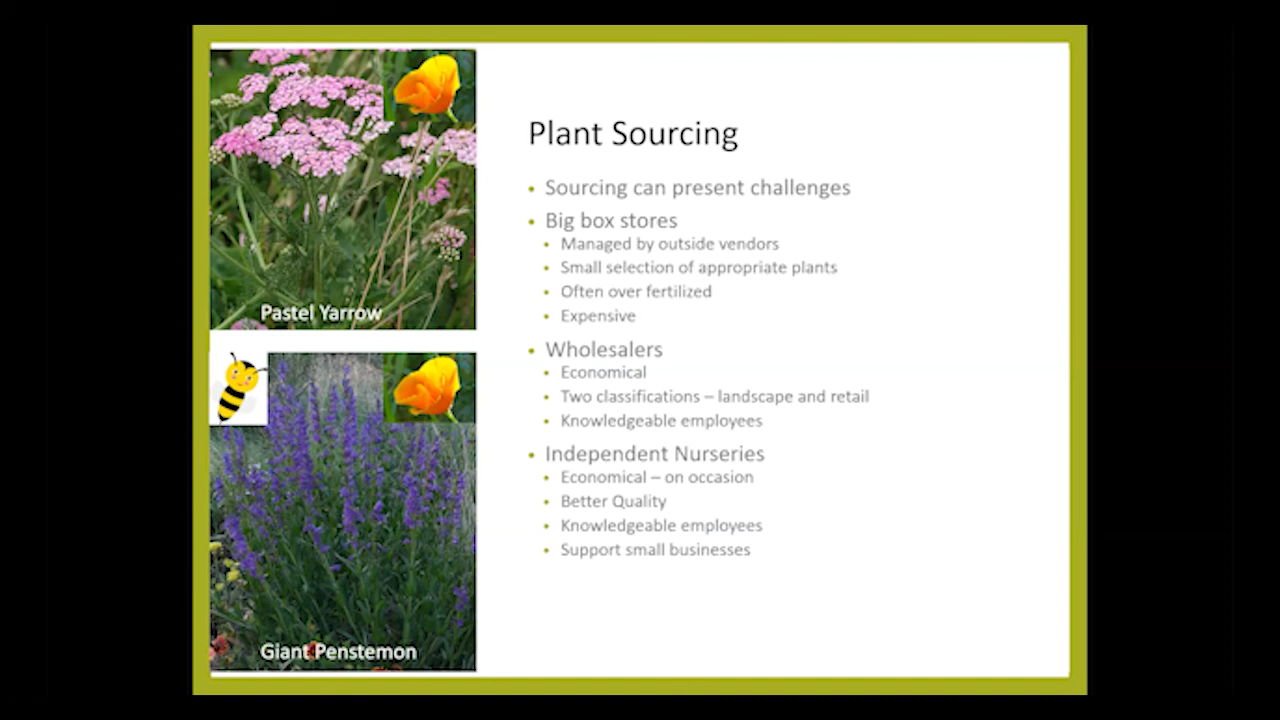 Pastel Yarrow
Giant Penstemon
Plant Sourcing
• Sourcing can present challenges
• Big box stores
• Managed by outside vendors
• Small selection of appropriate plants
• Often over fertilized
• Expensive
• Wholesalers
• Economical
• Two classifications – landscape and retail
• Knowledgeable employees
• Independent Nurseries
• Economical – on occasion
• Better Quality
• Knowledgeable employees
• Support small businesses